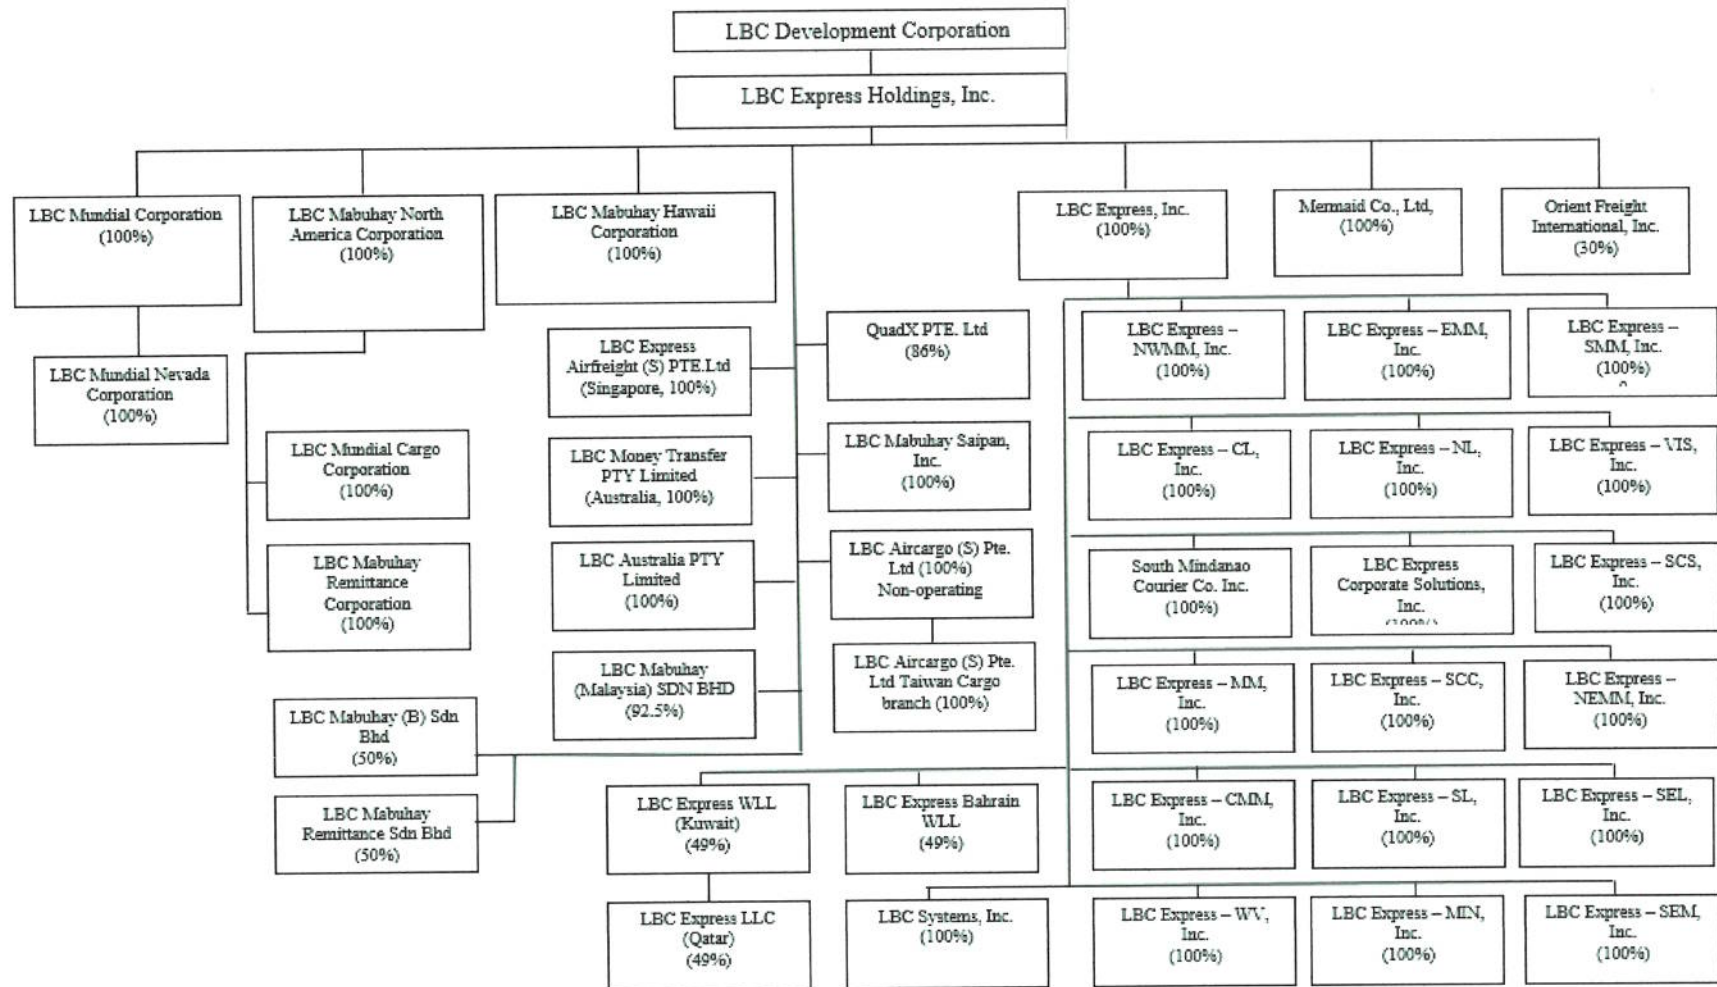 LBC Development Corporation
LBC Express Holdings, Inc.
LBC Mundial Corporation
(100%)
LBC Mabuhay North
America Corporation
(100%)
LBC Mabuhay Hawaii
Corporation
(100%)
LBC Express, Inc.
(100%)
Mermaid Co., Ltd,
(100%)
Orient Freight
International, Inc.
(30%)
LBC Mundial Nevada
Corporation
(100%)
LBC Mundial Cargo
Corporation
(100%)
LBC Mabuhay
Remittance
Corporation
(100%)
LBC Express
Airfreight (S) PTE.Ltd
(Singapore, 100%)
LBC Money Transfer
PTY Limited
(Australia, 100%)
LBC Australia PTY
Limited
(100%)
LBC Mabuhay
(Malaysia) SDN BHD
(92.5%)
QuadX PTE. Ltd
(86%)
LBC Mabuhay Saipan,
Inc.
(100%)
LBC Aircargo (S) Pte.
Ltd (100%)
Non-operating
LBC Aircargo (S) Pte.
Ltd Taiwan Cargo
branch (100%)
LBC Mabuhay (B) Sdn
Bhd
(50%)
LBC Mabuhay
Remittance Sdn Bhd
(50%)
LBC Express –
NWMM, Inc.
(100%)
LBC Express – EMM,
Inc.
(100%)
LBC Express –
SMM, Inc.
(100%)
LBC Express – CL,
Inc.
(100%)
LBC Express – NL,
Inc.
(100%)
LBC Express – VIS,
Inc.
(100%)
South Mindanao
Courier Co. Inc.
(100%)
LBC Express
Corporate Solutions,
Inc.
(100%)
LBC Express – SCS,
Inc.
(100%)
LBC Express – MM,
Inc.
(100%)
LBC Express – SCC,
Inc.
(100%)
LBC Express –
NEMM, Inc.
(100%)
LBC Express WLL
(Kuwait)
(49%)
LBC Express Bahrain
WLL
(49%)
LBC Express – CMM,
Inc.
(100%)
LBC Express – SL,
Inc.
(100%)
LBC Express – SEL,
Inc.
(100%)
LBC Express LLC
(Qatar)
(49%)
LBC Systems, Inc.
(100%)
LBC Express – WV,
Inc.
(100%)
LBC Express – MIN,
Inc.
(100%)
LBC Express – SEM,
Inc.
(100%)